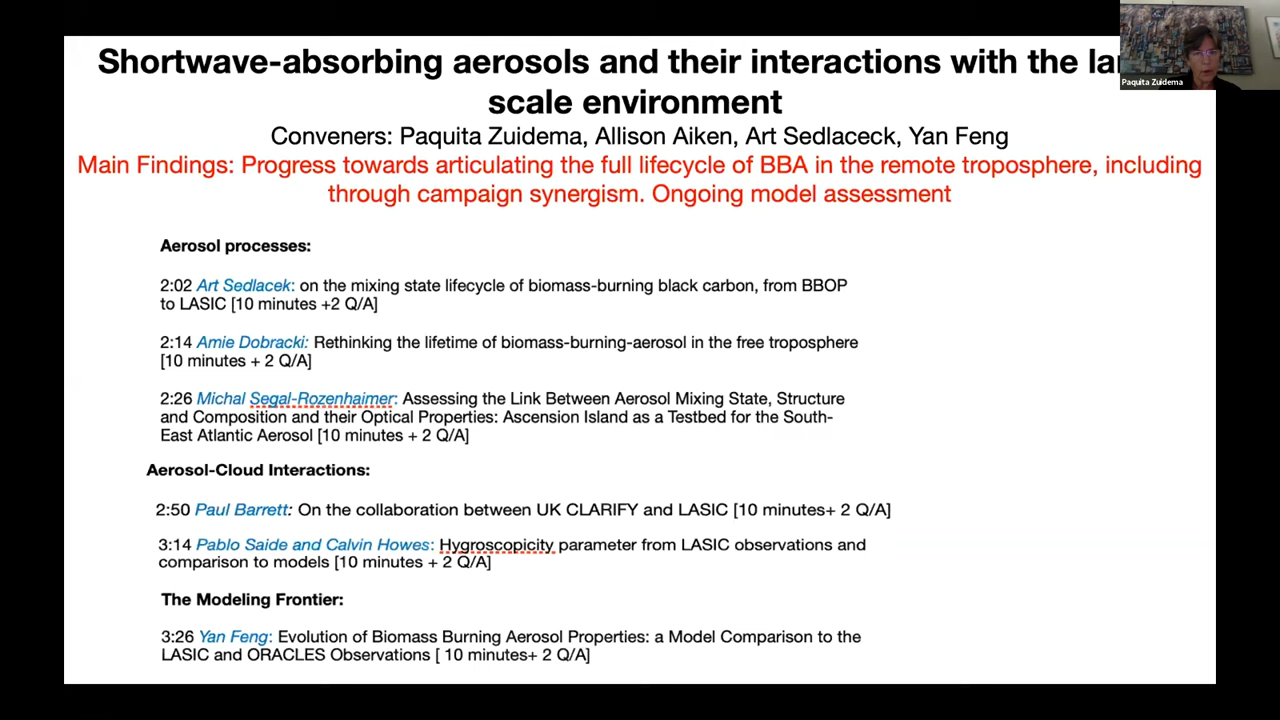 Shortwave-absorbing aerosols and their interactions with the
scale environment
Conveners: Paquita Zuidema, Allison Aiken, Art Sedlaceck, Yan Feng
Main Findings: Progress towards articulating the full lifecycle of BBA in the remote troposphere, including
through campaign synergism. Ongoing model assessment
Paquita Zuidema
Aerosol processes:
2:02 Art Sedlacek: on the mixing state lifecycle of biomass-burning black carbon, from BBOP
to LASIC [10 minutes +2 Q/A]
2:14 Amie Dobracki: Rethinking the lifetime of biomass-burning-aerosol in the free troposphere
[10 minutes + 2 Q/A]
2:26 Michal Segal-Rozenhaimer: Assessing the Link Between Aerosol Mixing State, Structure
and Composition and their Optical Properties: Ascension Island as a Testbed for the South-
East Atlantic Aerosol [10 minutes + 2 Q/A]
Aerosol-Cloud Interactions:
2:50 Paul Barrett: On the collaboration between UK CLARIFY and LASIC [10 minutes+ 2 Q/A]
3:14 Pablo Saide and Calvin Howes: Hygroscopicity parameter from LASIC observations and
comparison to models [10 minutes + 2 Q/A]
The Modeling Frontier:
3:26 Yan Feng: Evolution of Biomass Burning Aerosol Properties: a Model Comparison to the
LASIC and ORACLES Observations [ 10 minutes+ 2 Q/A]